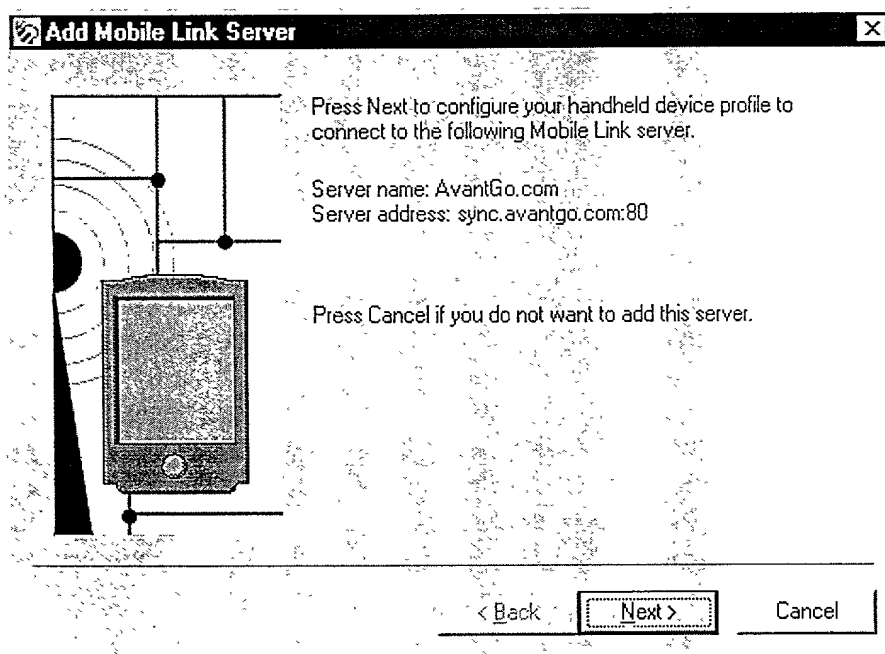 Add Mobile Link Server
Press Next to configure your handheld device profile to
connect to the following Mobile Link server.
Server name: AvantGo.com
Server address: sync.avantgo.com:80
Press Cancel if you do not want to add this server.
< Back
Next >
Cancel